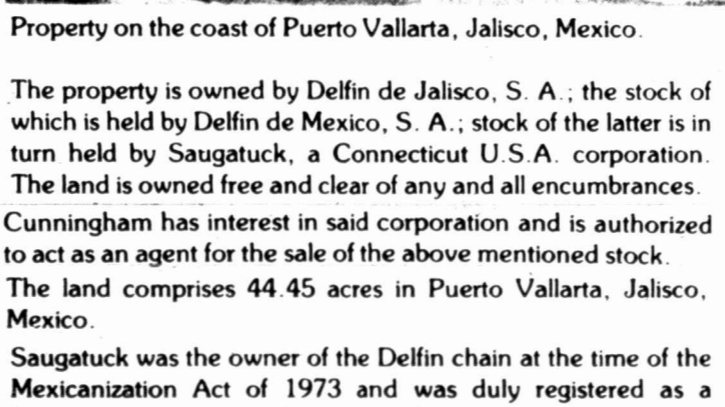 Property on the coast of Puerto Vallarta, Jalisco, Mexico.
The property is owned by Delfin de Jalisco, S. A.; the stock of
which is held by Delfin de Mexico, S. A.; stock of the latter is in
turn held by Saugatuck, a Connecticut U.S.A. corporation.
The land is owned free and clear of any and all encumbrances.
Cunningham has interest in said corporation and is authorized
to act as an agent for the sale of the above mentioned stock.
The land comprises 44.45 acres in Puerto Vallarta, Jalisco,
Mexico.
Saugatuck was the owner of the Delfin chain at the time of the
Mexicanization Act of 1973 and was duly registered as a